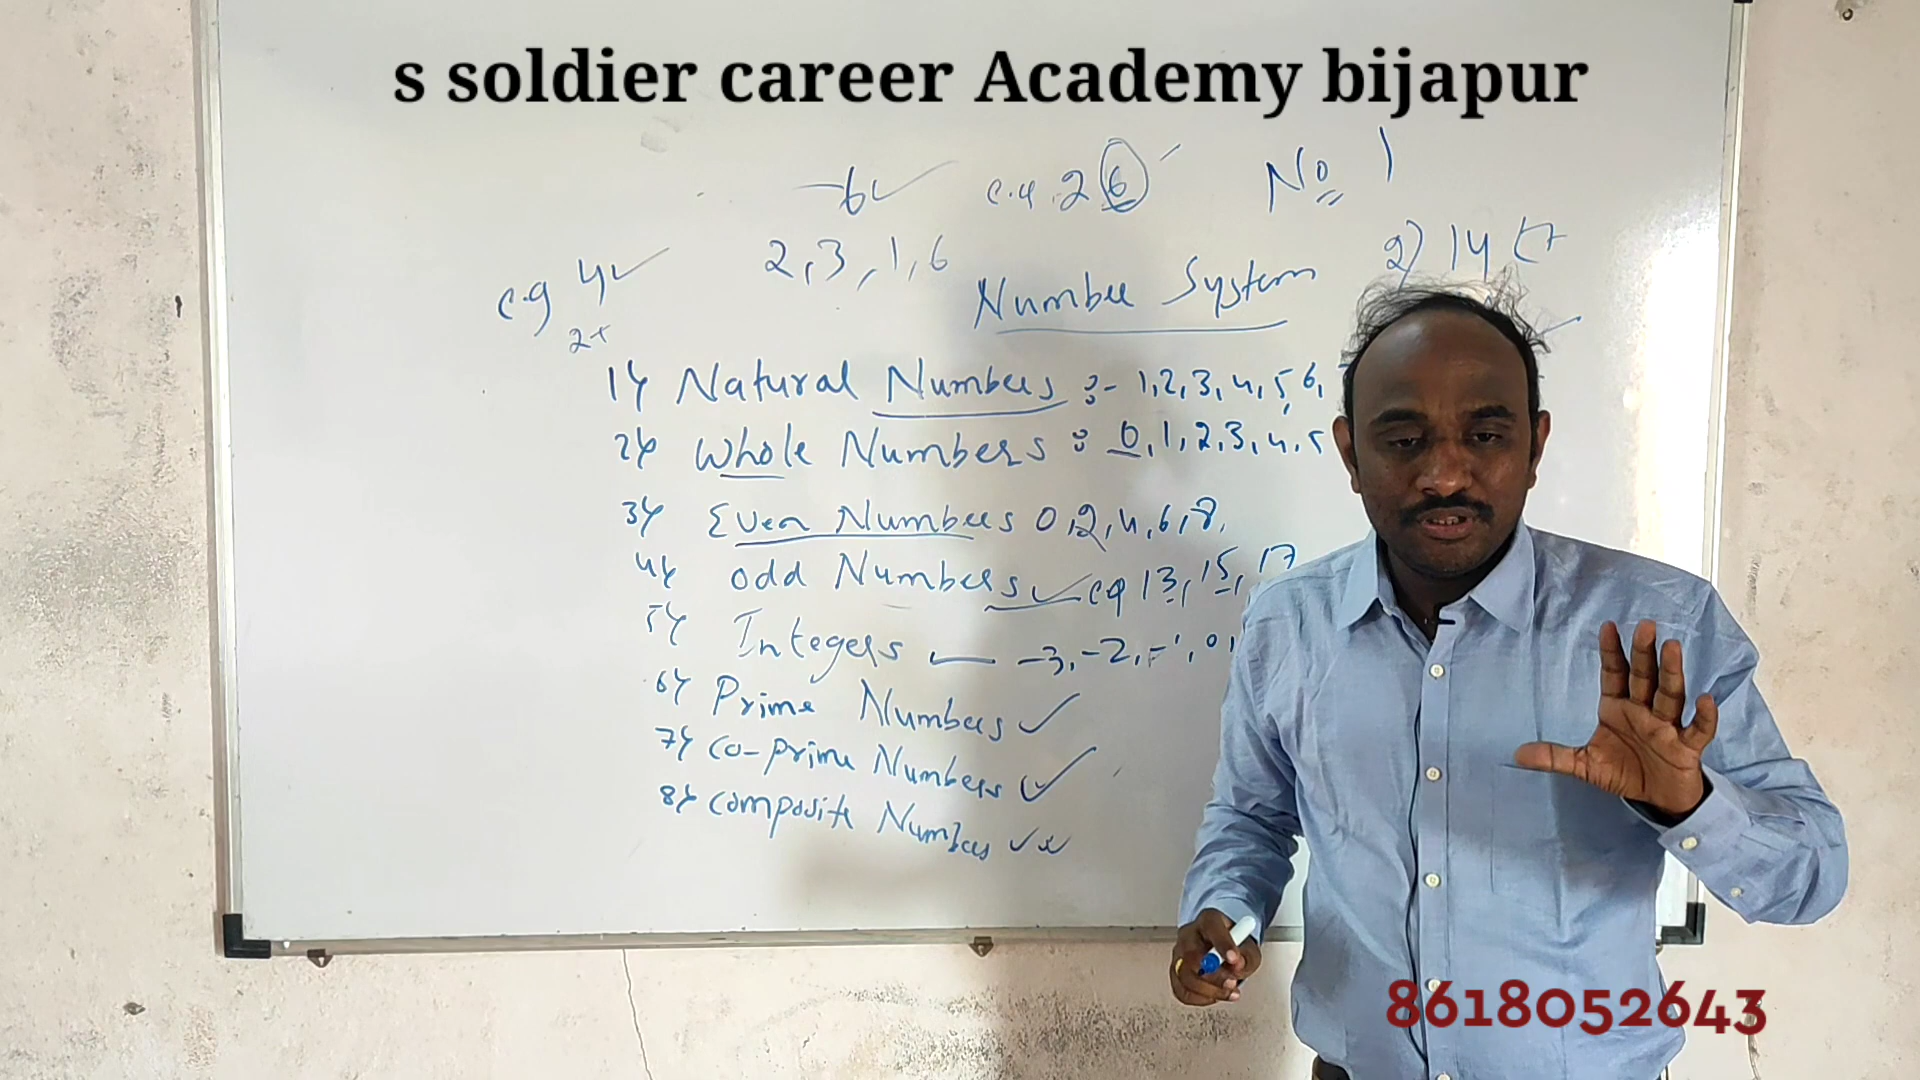 s soldier career Academy bijapur
-6✓ e.g. 26 No 1
2, 3, 1, 6
e.g 4✓
2+
2) 14
Number System
1) Natural Numbers :- 1, 2, 3, 4, 5, 6,
2) Whole Numbers : 0, 1, 2, 3, 4, 5
3) Even Numbers 0, 2, 4, 6, 8,
4) odd Numbers ✓ eg 13, 15, 17
5) Integers — -3, -2, -1, 0,
6) Prime Numbers ✓
7) Co-prime Numbers ✓
8) Composite Numbers ✓
8618052643